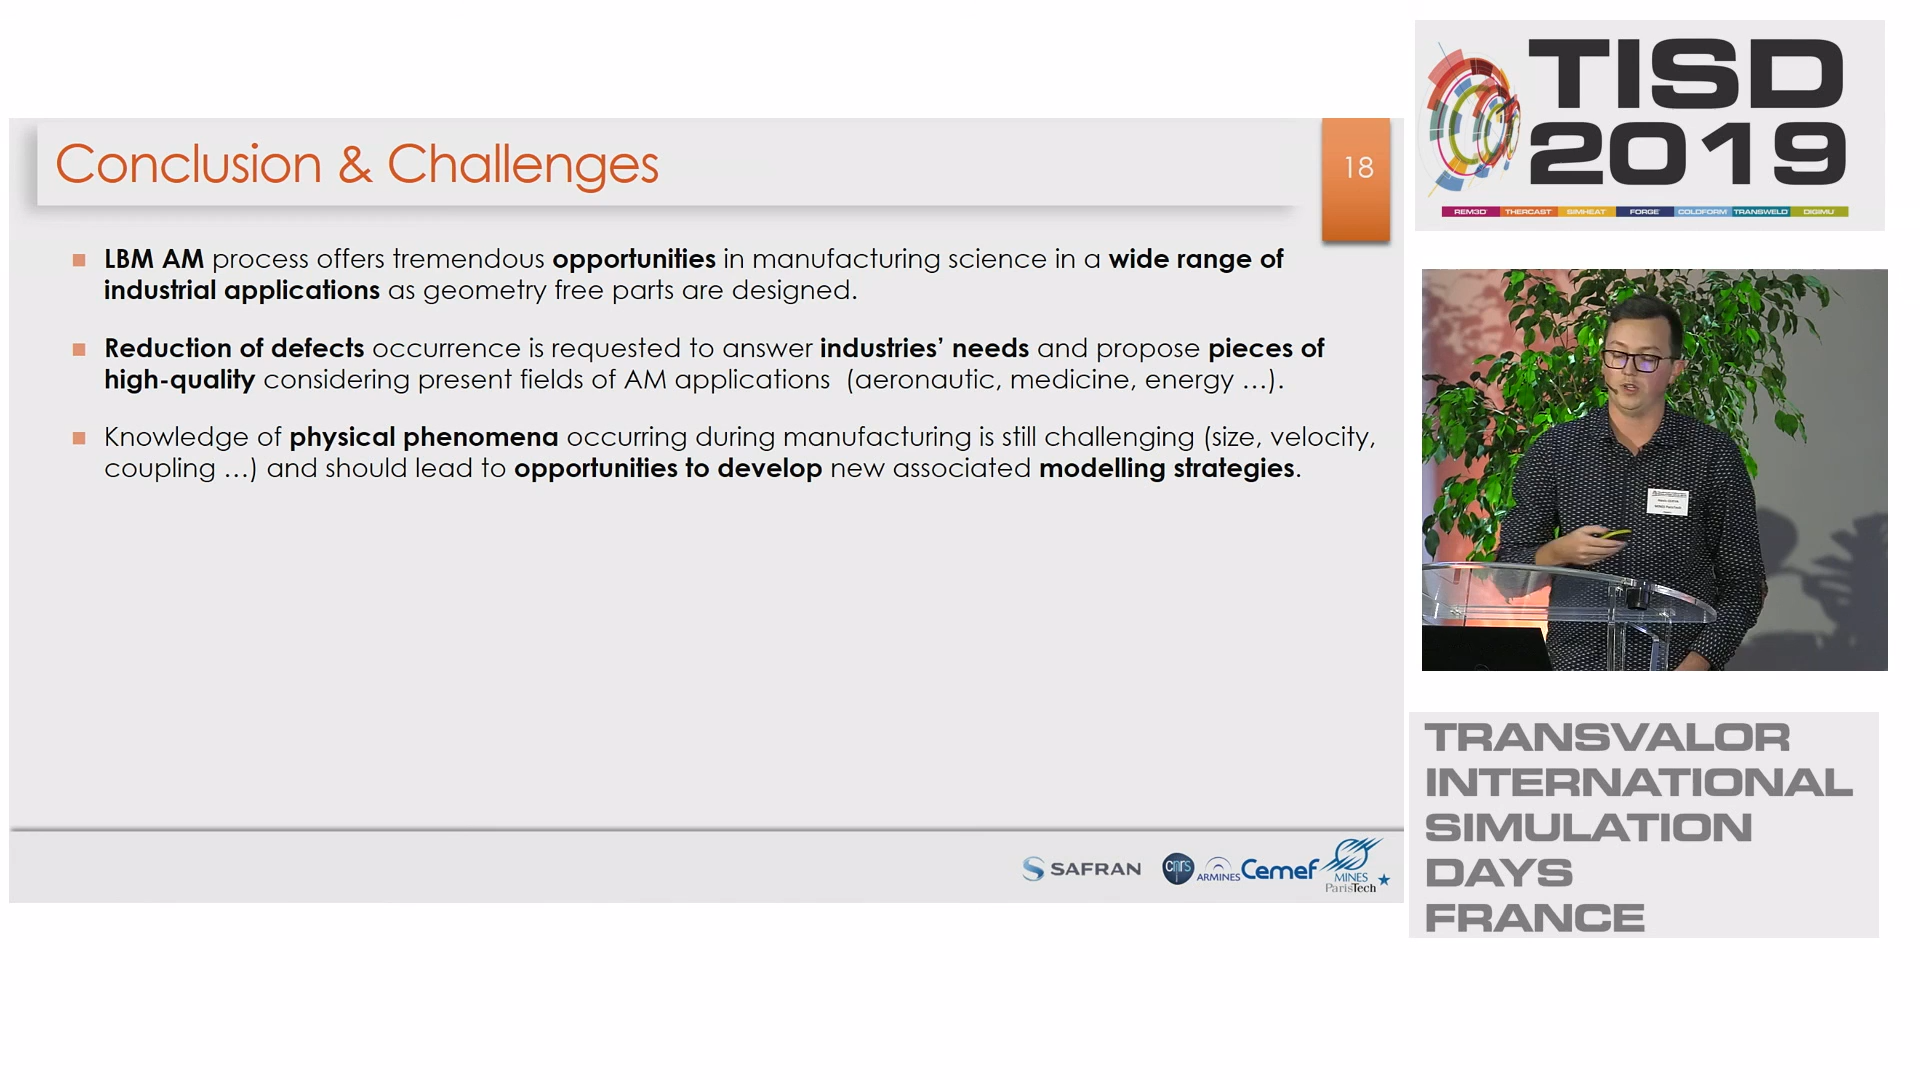 Conclusion & Challenges
18
LBM AM process offers tremendous opportunities in manufacturing science in a wide range of
industrial applications as geometry free parts are designed.
Reduction of defects occurrence is requested to answer industries’ needs and propose pieces of
high-quality considering present fields of AM applications (aeronautic, medicine, energy …).
Knowledge of physical phenomena occurring during manufacturing is still challenging (size, velocity,
coupling …) and should lead to opportunities to develop new associated modelling strategies.
SAFRAN
cnrs
ARMINES
Cemef
MINES
ParisTech
TISD
2019
REM3D THERCAST SIMHEAT FORGE COLDFORM TRANSWELD DIGIMU
TRANSVALOR
INTERNATIONAL
SIMULATION
DAYS
FRANCE